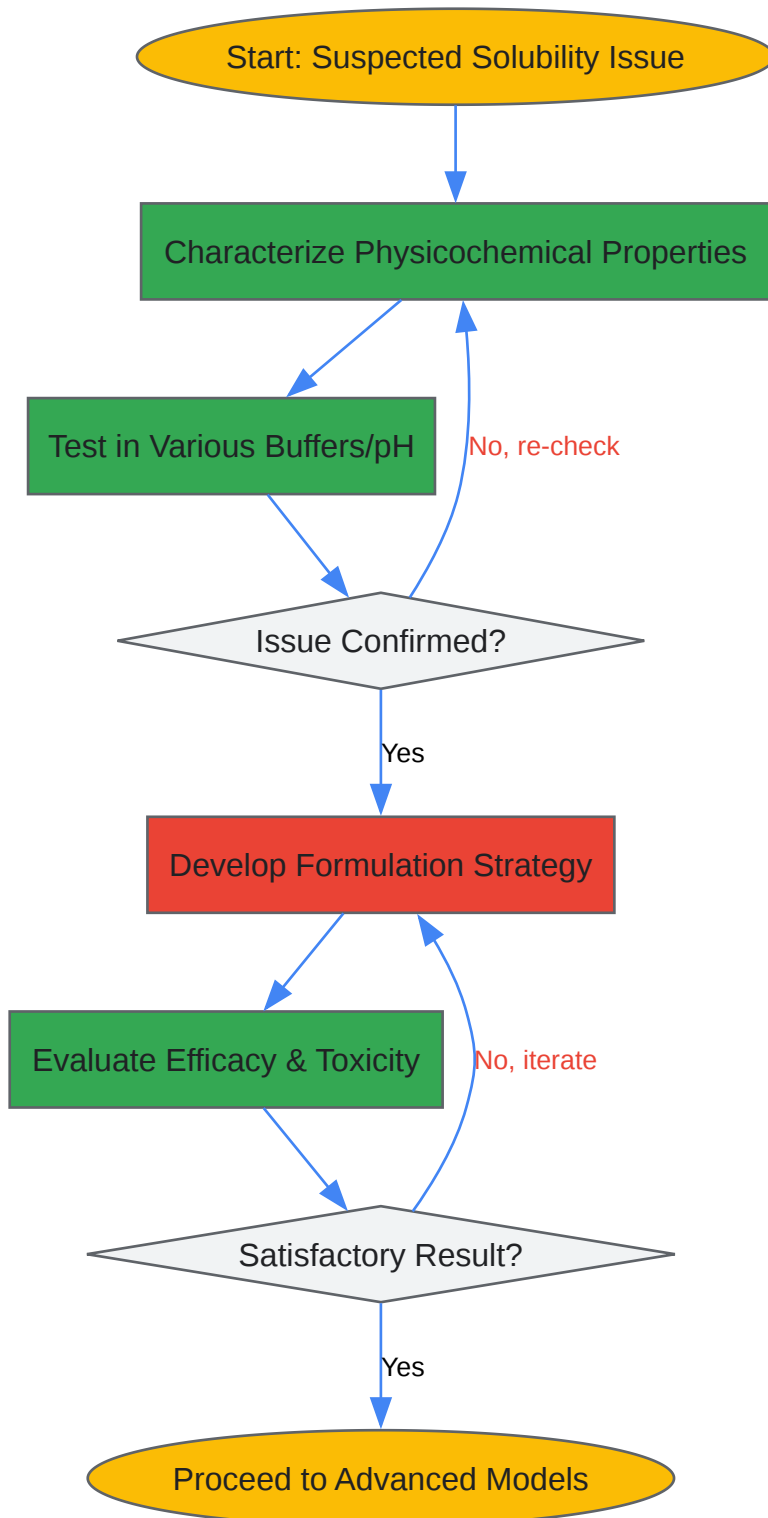 Start: Suspected Solubility Issue
Characterize Physicochemical Properties
Test in Various Buffers/pH
No, re-check
Issue Confirmed?
Yes
Develop Formulation Strategy
Evaluate Efficacy & Toxicity
No, iterate
Satisfactory Result?
Yes
Proceed to Advanced Models